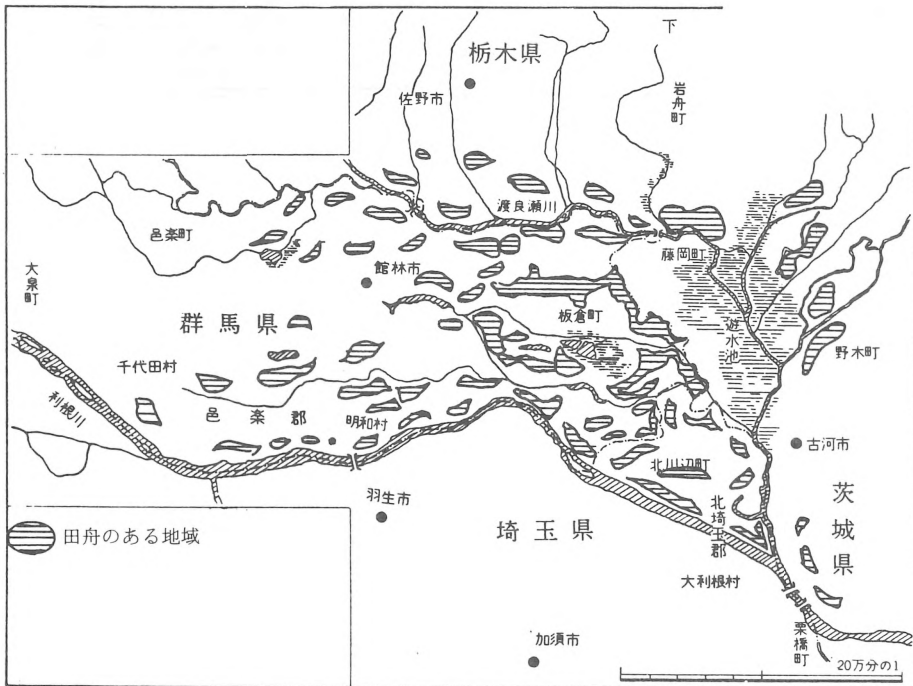 下
栃木県
佐野市
岩舟町
渡良瀬川
邑楽町
藤岡町
大泉町
館林市
板倉町
遊水池
群馬県
野木町
千代田村
利根川
邑楽郡
明和村
古河市
北川辺町
羽生市
茨城県
埼玉県
北埼玉郡
田舟のある地域
大利根村
栗橋町
加須市
20万分の1